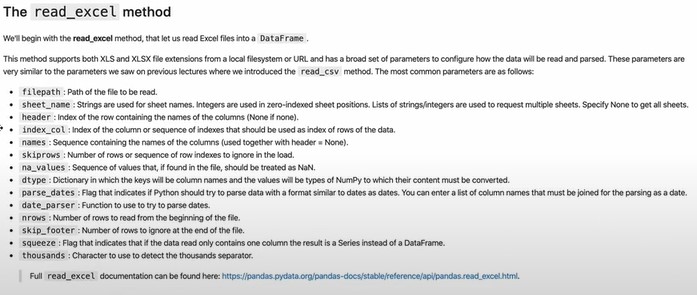 The read_excel method
We'll begin with the read_excel method, that let us read Excel files into a DataFrame .
This method supports both XLS and XLSX file extensions from a local filesystem or URL and has a broad set of parameters to configure how the data will be read and parsed. These parameters are
very similar to the parameters we saw on previous lectures where we introduced the read_csv method. The most common parameters are as follows:
• filepath : Path of the file to be read.
• sheet_name : Strings are used for sheet names. Integers are used in zero-indexed sheet positions. Lists of strings/integers are used to request multiple sheets. Specify None to get all sheets.
• header : Index of the row containing the names of the columns (None if none).
• index_col : Index of the column or sequence of indexes that should be used as index of rows of the data.
• names : Sequence containing the names of the columns (used together with header = None).
• skiprows : Number of rows or sequence of row indexes to ignore in the load.
• na_values : Sequence of values that, if found in the file, should be treated as NaN.
• dtype : Dictionary in which the keys will be column names and the values will be types of NumPy to which their content must be converted.
• parse_dates : Flag that indicates if Python should try to parse data with a format similar to dates as dates. You can enter a list of column names that must be joined for the parsing as a date.
• date_parser : Function to use to try to parse dates.
• nrows : Number of rows to read from the beginning of the file.
• skip_footer : Number of rows to ignore at the end of the file.
• squeeze : Flag that indicates that if the data read only contains one column the result is a Series instead of a DataFrame.
• thousands : Character to use to detect the thousands separator.
Full read_excel documentation can be found here: https://pandas.pydata.org/pandas-docs/stable/reference/api/pandas.read_excel.html.